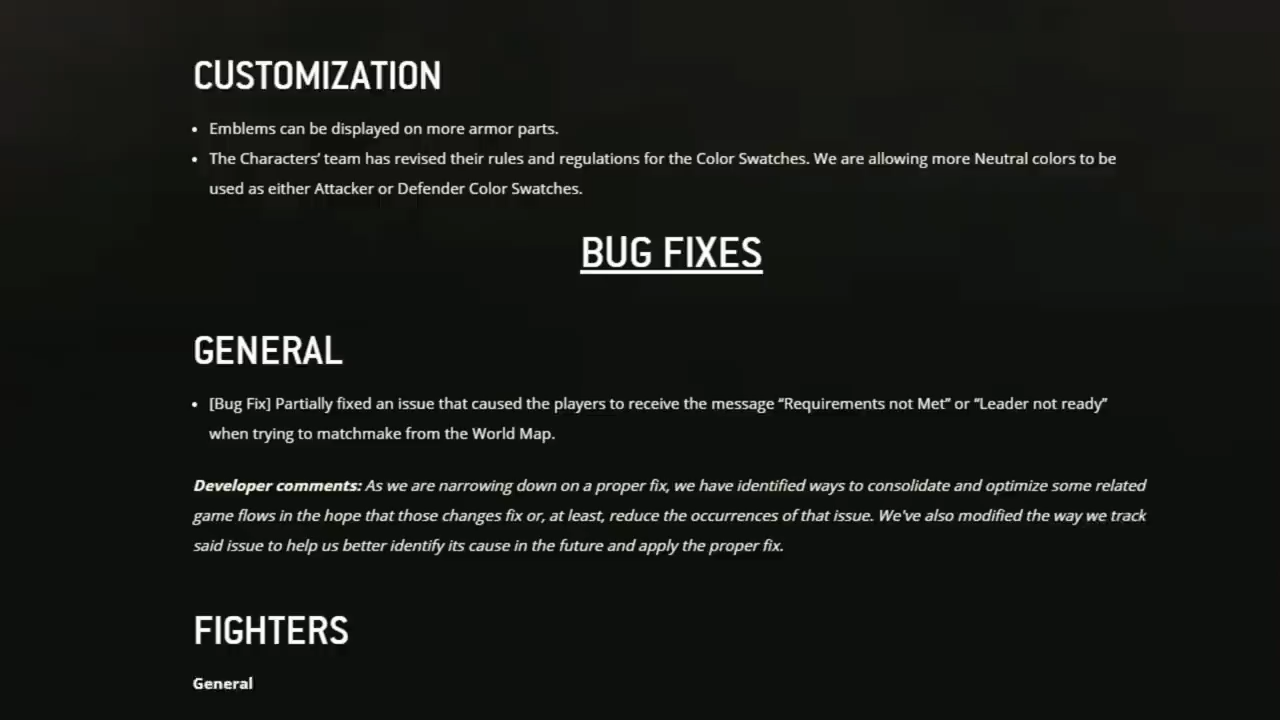 CUSTOMIZATION
• Emblems can be displayed on more armor parts.
• The Characters’ team has revised their rules and regulations for the Color Swatches. We are allowing more Neutral colors to be
used as either Attacker or Defender Color Swatches.
BUG FIXES
GENERAL
• [Bug Fix] Partially fixed an issue that caused the players to receive the message “Requirements not Met” or “Leader not ready”
when trying to matchmake from the World Map.
Developer comments: As we are narrowing down on a proper fix, we have identified ways to consolidate and optimize some related
game flows in the hope that those changes fix or, at least, reduce the occurrences of that issue. We've also modified the way we track
said issue to help us better identify its cause in the future and apply the proper fix.
FIGHTERS
General